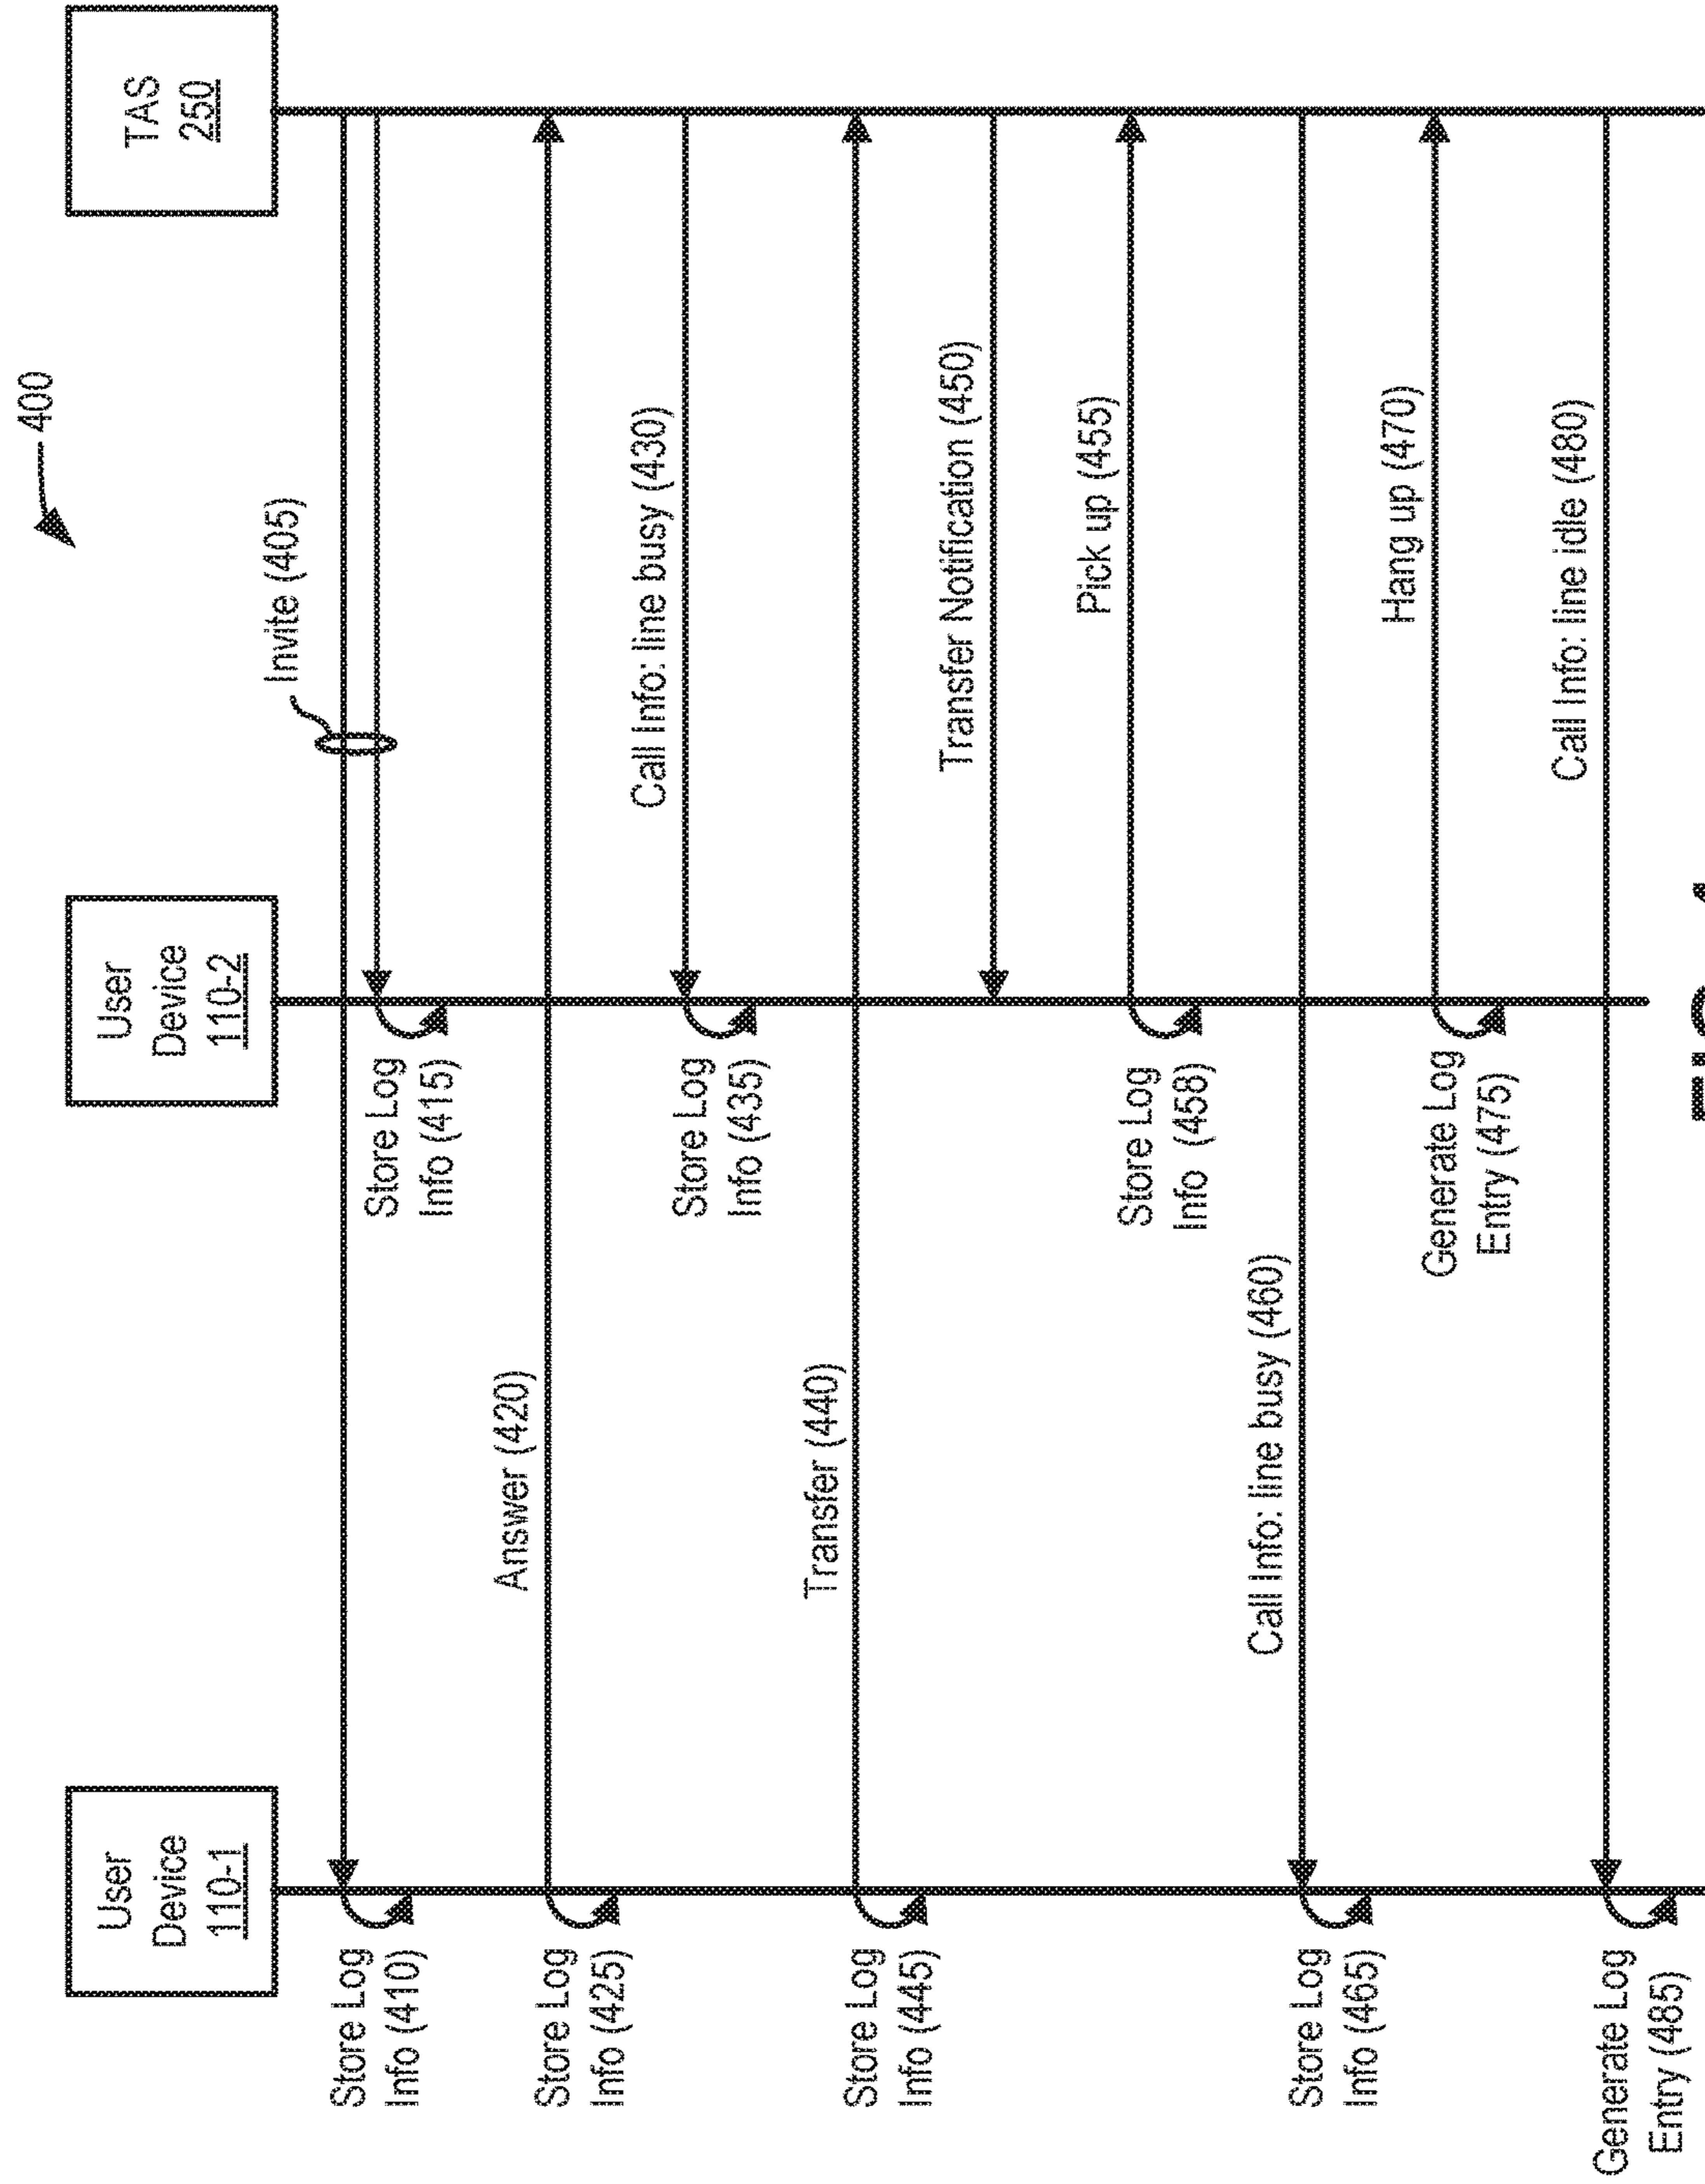 400
User
Device
110-1
User
Device
110-2
TAS
250
Invite (405)
Store Log
Info (410)
Store Log
Info (415)
Answer (420)
Store Log
Info (425)
Call Info: line busy (430)
Store Log
Info (435)
Transfer (440)
Store Log
Info (445)
Transfer Notification (450)
Pick up (455)
Store Log
Info (458)
Call Info: line busy (460)
Store Log
Info (465)
Hang up (470)
Generate Log
Entry (475)
Call Info: line idle (480)
Generate Log
Entry (485)